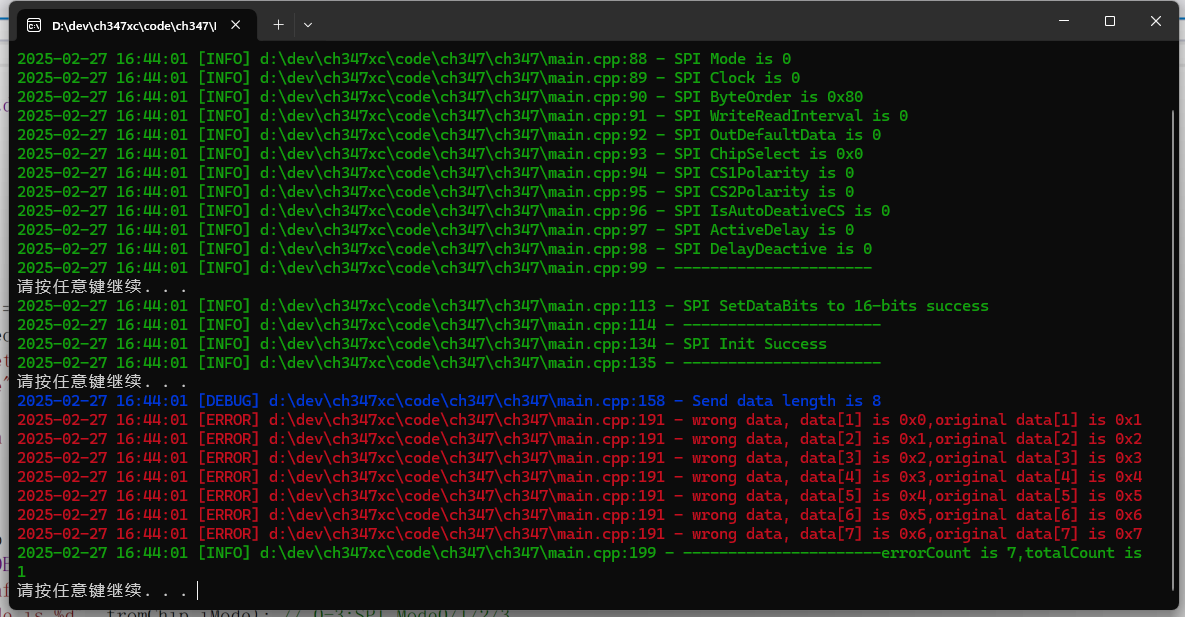 D:\dev\ch347xc\code\ch347\
2025-02-27 16:44:01 [INFO] d:\dev\ch347xc\code\ch347\ch347\main.cpp:88 - SPI Mode is 0
2025-02-27 16:44:01 [INFO] d:\dev\ch347xc\code\ch347\ch347\main.cpp:89 - SPI Clock is 0
2025-02-27 16:44:01 [INFO] d:\dev\ch347xc\code\ch347\ch347\main.cpp:90 - SPI ByteOrder is 0x80
2025-02-27 16:44:01 [INFO] d:\dev\ch347xc\code\ch347\ch347\main.cpp:91 - SPI WriteReadInterval is 0
2025-02-27 16:44:01 [INFO] d:\dev\ch347xc\code\ch347\ch347\main.cpp:92 - SPI OutDefaultData is 0
2025-02-27 16:44:01 [INFO] d:\dev\ch347xc\code\ch347\ch347\main.cpp:93 - SPI ChipSelect is 0x0
2025-02-27 16:44:01 [INFO] d:\dev\ch347xc\code\ch347\ch347\main.cpp:94 - SPI CS1Polarity is 0
2025-02-27 16:44:01 [INFO] d:\dev\ch347xc\code\ch347\ch347\main.cpp:95 - SPI CS2Polarity is 0
2025-02-27 16:44:01 [INFO] d:\dev\ch347xc\code\ch347\ch347\main.cpp:96 - SPI IsAutoDeativeCS is 0
2025-02-27 16:44:01 [INFO] d:\dev\ch347xc\code\ch347\ch347\main.cpp:97 - SPI ActiveDelay is 0
2025-02-27 16:44:01 [INFO] d:\dev\ch347xc\code\ch347\ch347\main.cpp:98 - SPI DelayDeactive is 0
2025-02-27 16:44:01 [INFO] d:\dev\ch347xc\code\ch347\ch347\main.cpp:99 - ----------------------
请按任意键继续. . .
2025-02-27 16:44:01 [INFO] d:\dev\ch347xc\code\ch347\ch347\main.cpp:113 - SPI SetDataBits to 16-bits success
2025-02-27 16:44:01 [INFO] d:\dev\ch347xc\code\ch347\ch347\main.cpp:114 - ----------------------
2025-02-27 16:44:01 [INFO] d:\dev\ch347xc\code\ch347\ch347\main.cpp:134 - SPI Init Success
2025-02-27 16:44:01 [INFO] d:\dev\ch347xc\code\ch347\ch347\main.cpp:135 - ----------------------
请按任意键继续. . .
2025-02-27 16:44:01 [DEBUG] d:\dev\ch347xc\code\ch347\ch347\main.cpp:158 - Send data length is 8
2025-02-27 16:44:01 [ERROR] d:\dev\ch347xc\code\ch347\ch347\main.cpp:191 - wrong data, data[1] is 0x0,original data[1] is 0x1
2025-02-27 16:44:01 [ERROR] d:\dev\ch347xc\code\ch347\ch347\main.cpp:191 - wrong data, data[2] is 0x1,original data[2] is 0x2
2025-02-27 16:44:01 [ERROR] d:\dev\ch347xc\code\ch347\ch347\main.cpp:191 - wrong data, data[3] is 0x2,original data[3] is 0x3
2025-02-27 16:44:01 [ERROR] d:\dev\ch347xc\code\ch347\ch347\main.cpp:191 - wrong data, data[4] is 0x3,original data[4] is 0x4
2025-02-27 16:44:01 [ERROR] d:\dev\ch347xc\code\ch347\ch347\main.cpp:191 - wrong data, data[5] is 0x4,original data[5] is 0x5
2025-02-27 16:44:01 [ERROR] d:\dev\ch347xc\code\ch347\ch347\main.cpp:191 - wrong data, data[6] is 0x5,original data[6] is 0x6
2025-02-27 16:44:01 [ERROR] d:\dev\ch347xc\code\ch347\ch347\main.cpp:191 - wrong data, data[7] is 0x6,original data[7] is 0x7
2025-02-27 16:44:01 [INFO] d:\dev\ch347xc\code\ch347\ch347\main.cpp:199 - ----------------------errorCount is 7,totalCount is
1
请按任意键继续. . .